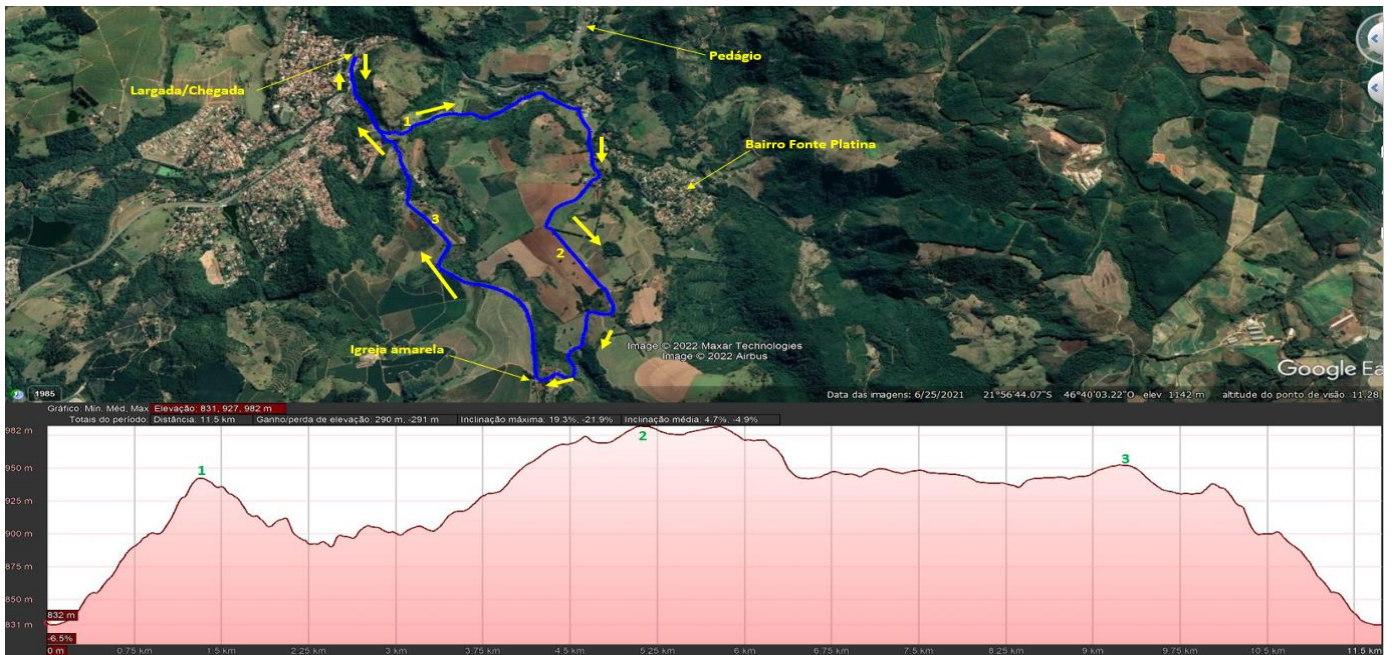 Pedágio
Largada/Chegada
1
Bairro Fonte Platina
3
2
Igreja amarela
Image © 2022 Maxar Technologies
Image © 2022 Airbus
Google Ea
1985
Data das imagens: 6/25/2021 21°56'44.07"S 46°40'03.22"O elev 1142 m altitude do ponto de visão 11.28
Gráfico: Mín. Méd, Max Elevação: 831, 927, 982 m
Totais do período: Distância: 11.5 km Ganho/perda de elevação: 290 m, -291 m Inclinação máxima: 19.3%, -21.9% Inclinação média: 4.7%, -4.9%
982 m
2
3
1
950 m
925 m
900 m
875 m
850 m
832 m
831 m
-6.5%
0 m 0.75 km 1.5 km 2.25 km 3 km 3.75 km 4.5 km 5.25 km 6 km 6.75 km 7.5 km 8.25 km 9 km 9.75 km 10.5 km 11.5 km